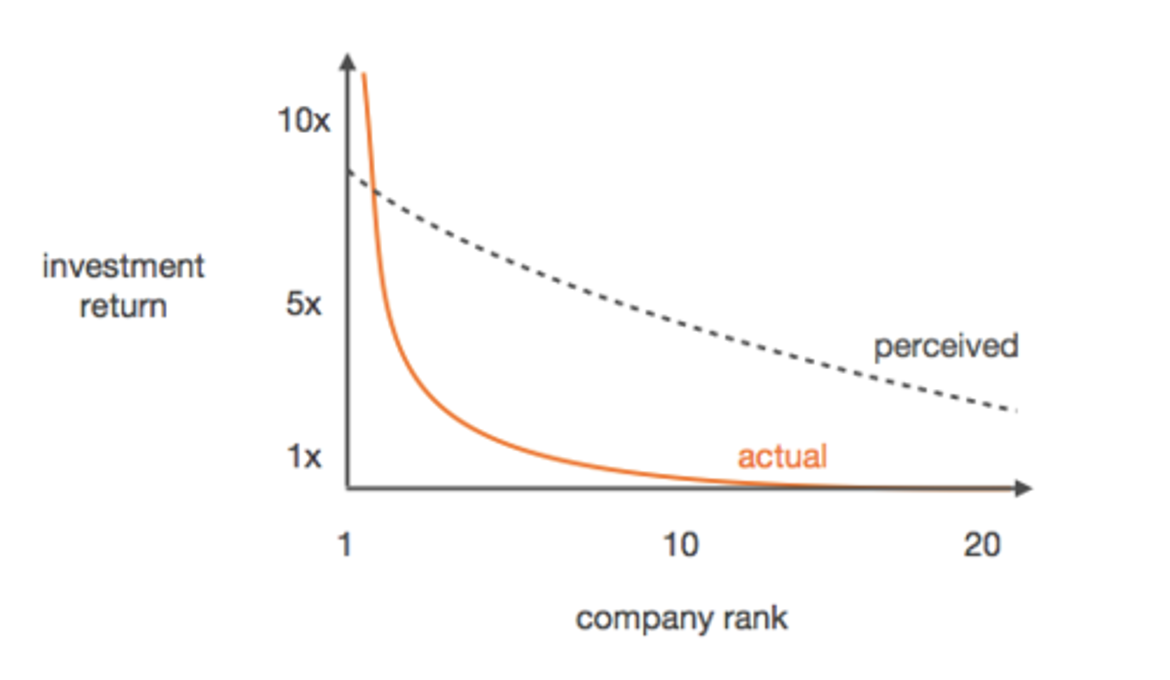 10x
investment
return
5x
perceived
1x
actual
1
10
20
company rank